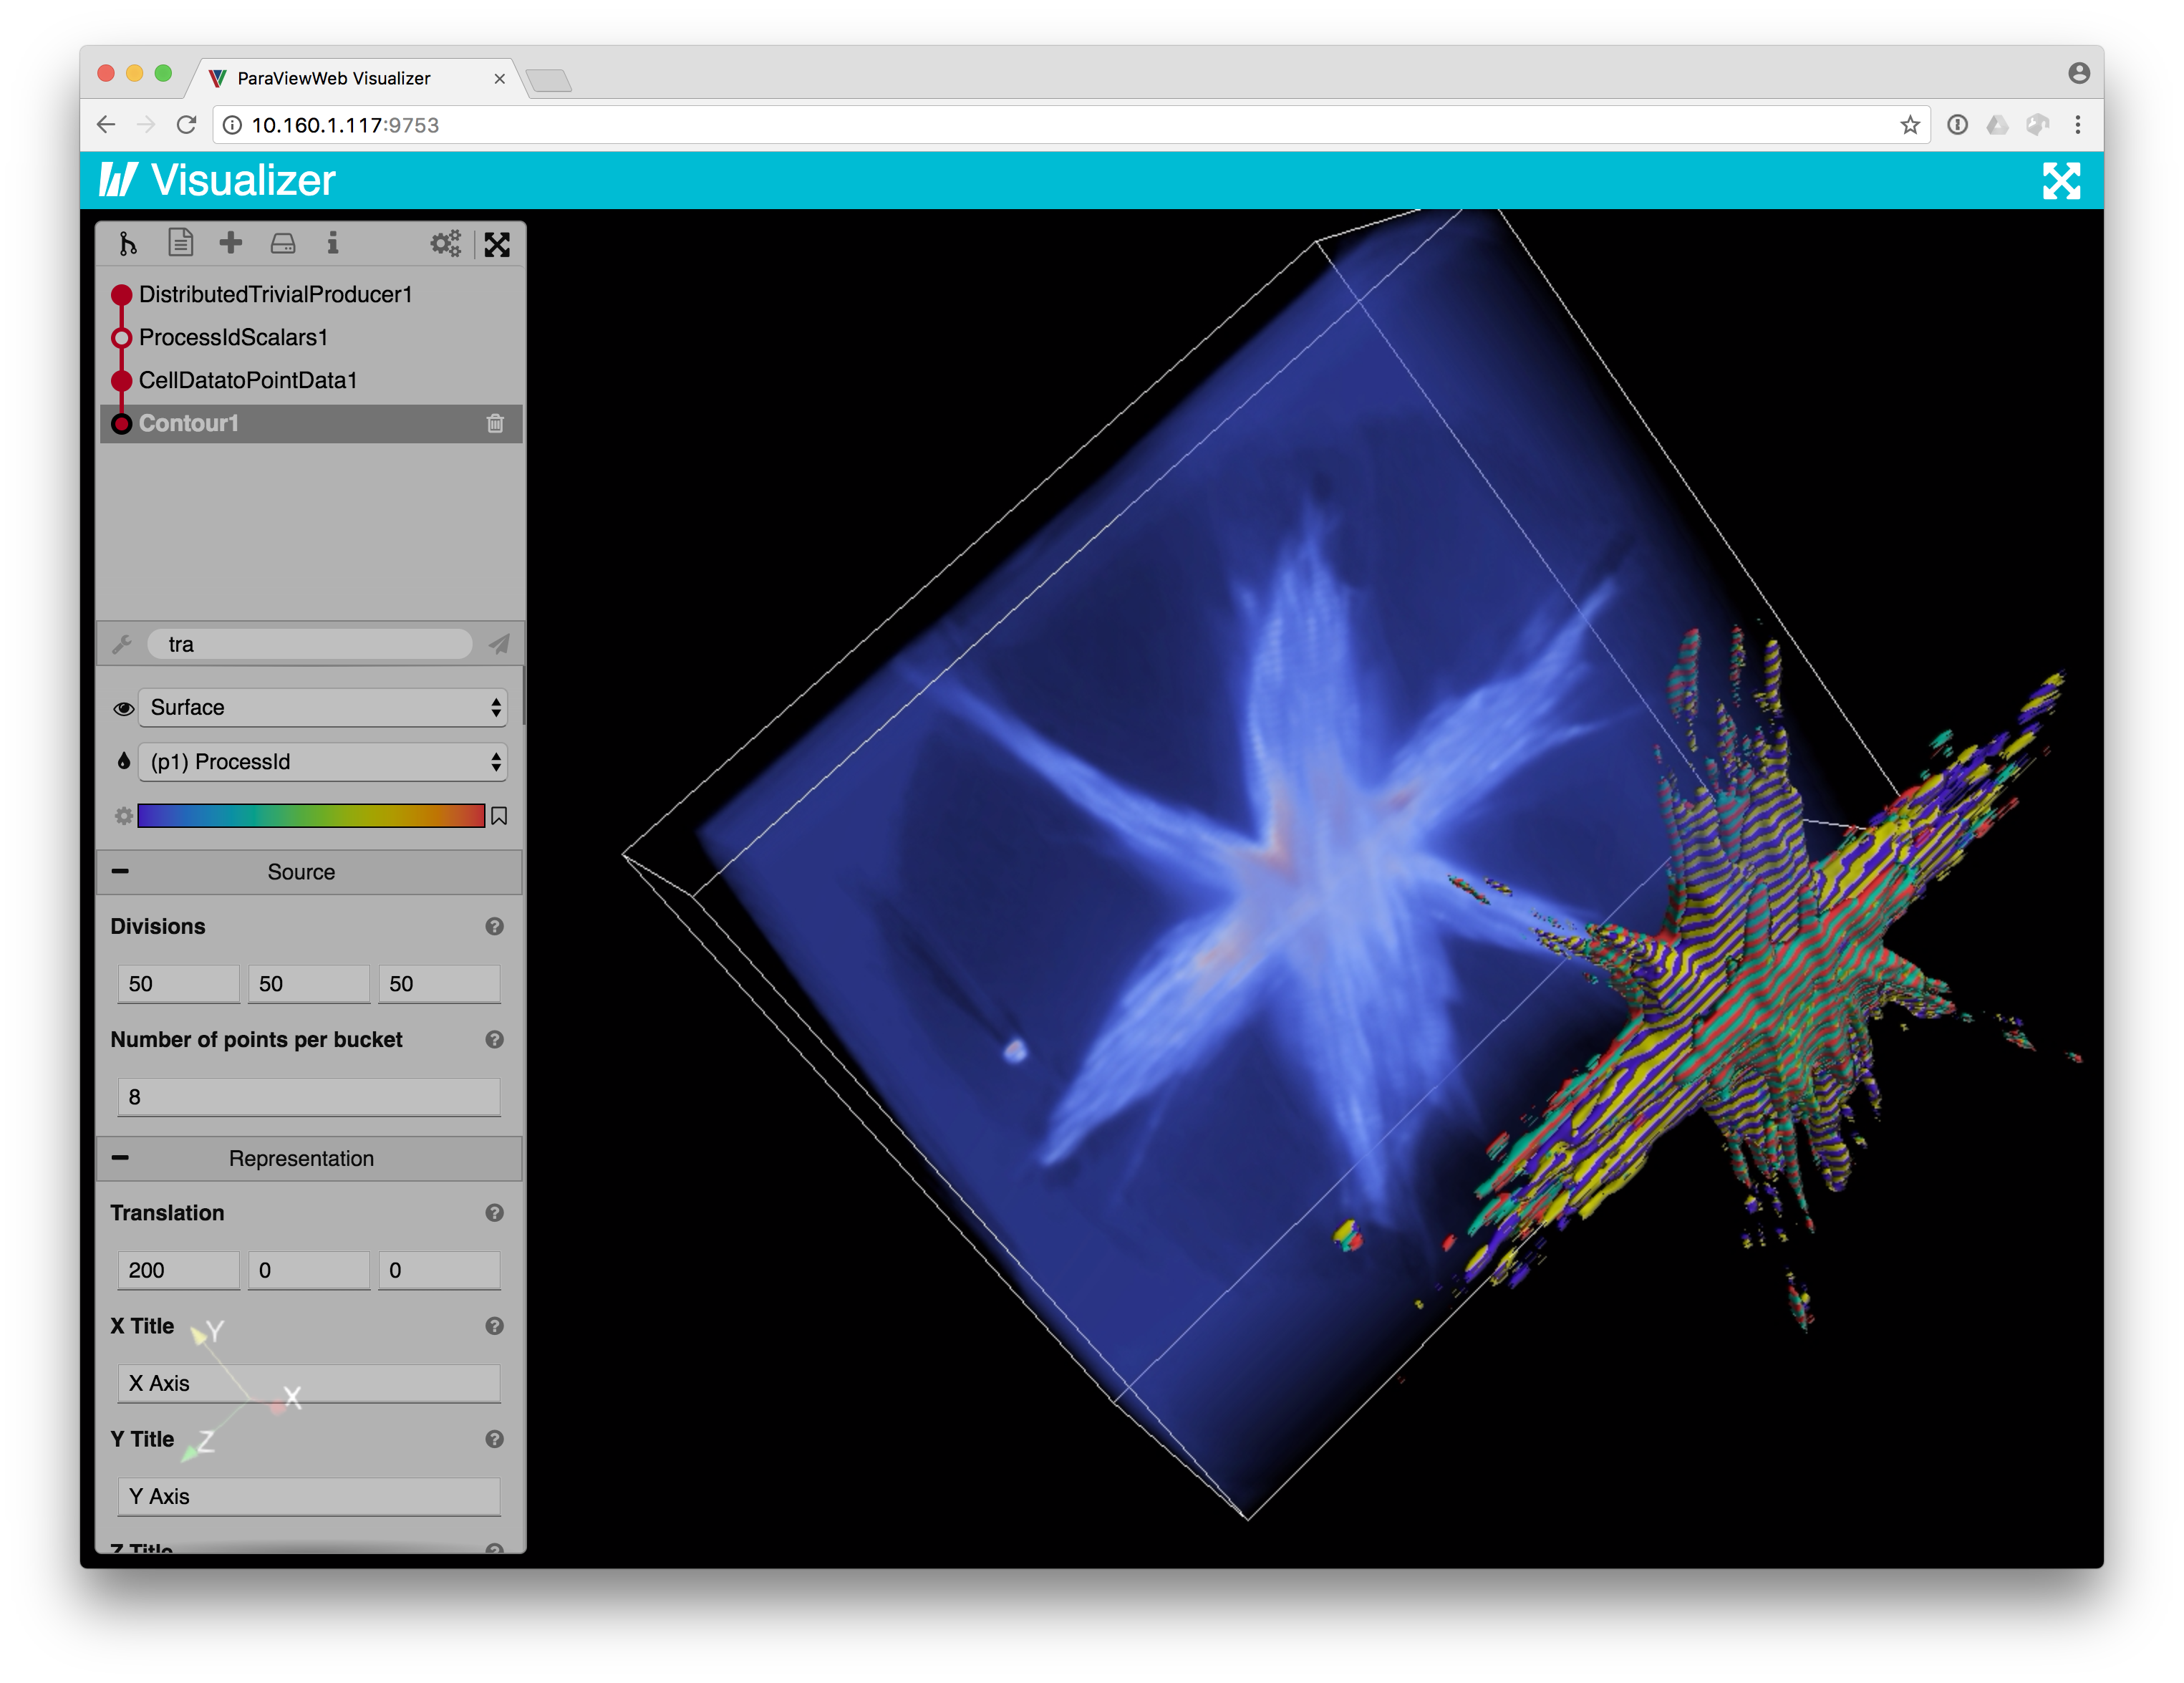 ParaViewWeb Visualizer
10.160.1.117:9753
Visualizer
DistributedTrivialProducer1
ProcessIdScalars1
CellDatatoPointData1
Contour1
tra
Surface
(p1) ProcessId
Source
Divisions
50 50 50
Number of points per bucket
8
Representation
Translation
200 0 0
X Title
Y
X Axis
X
Y Title
Z
Y Axis
Z Title